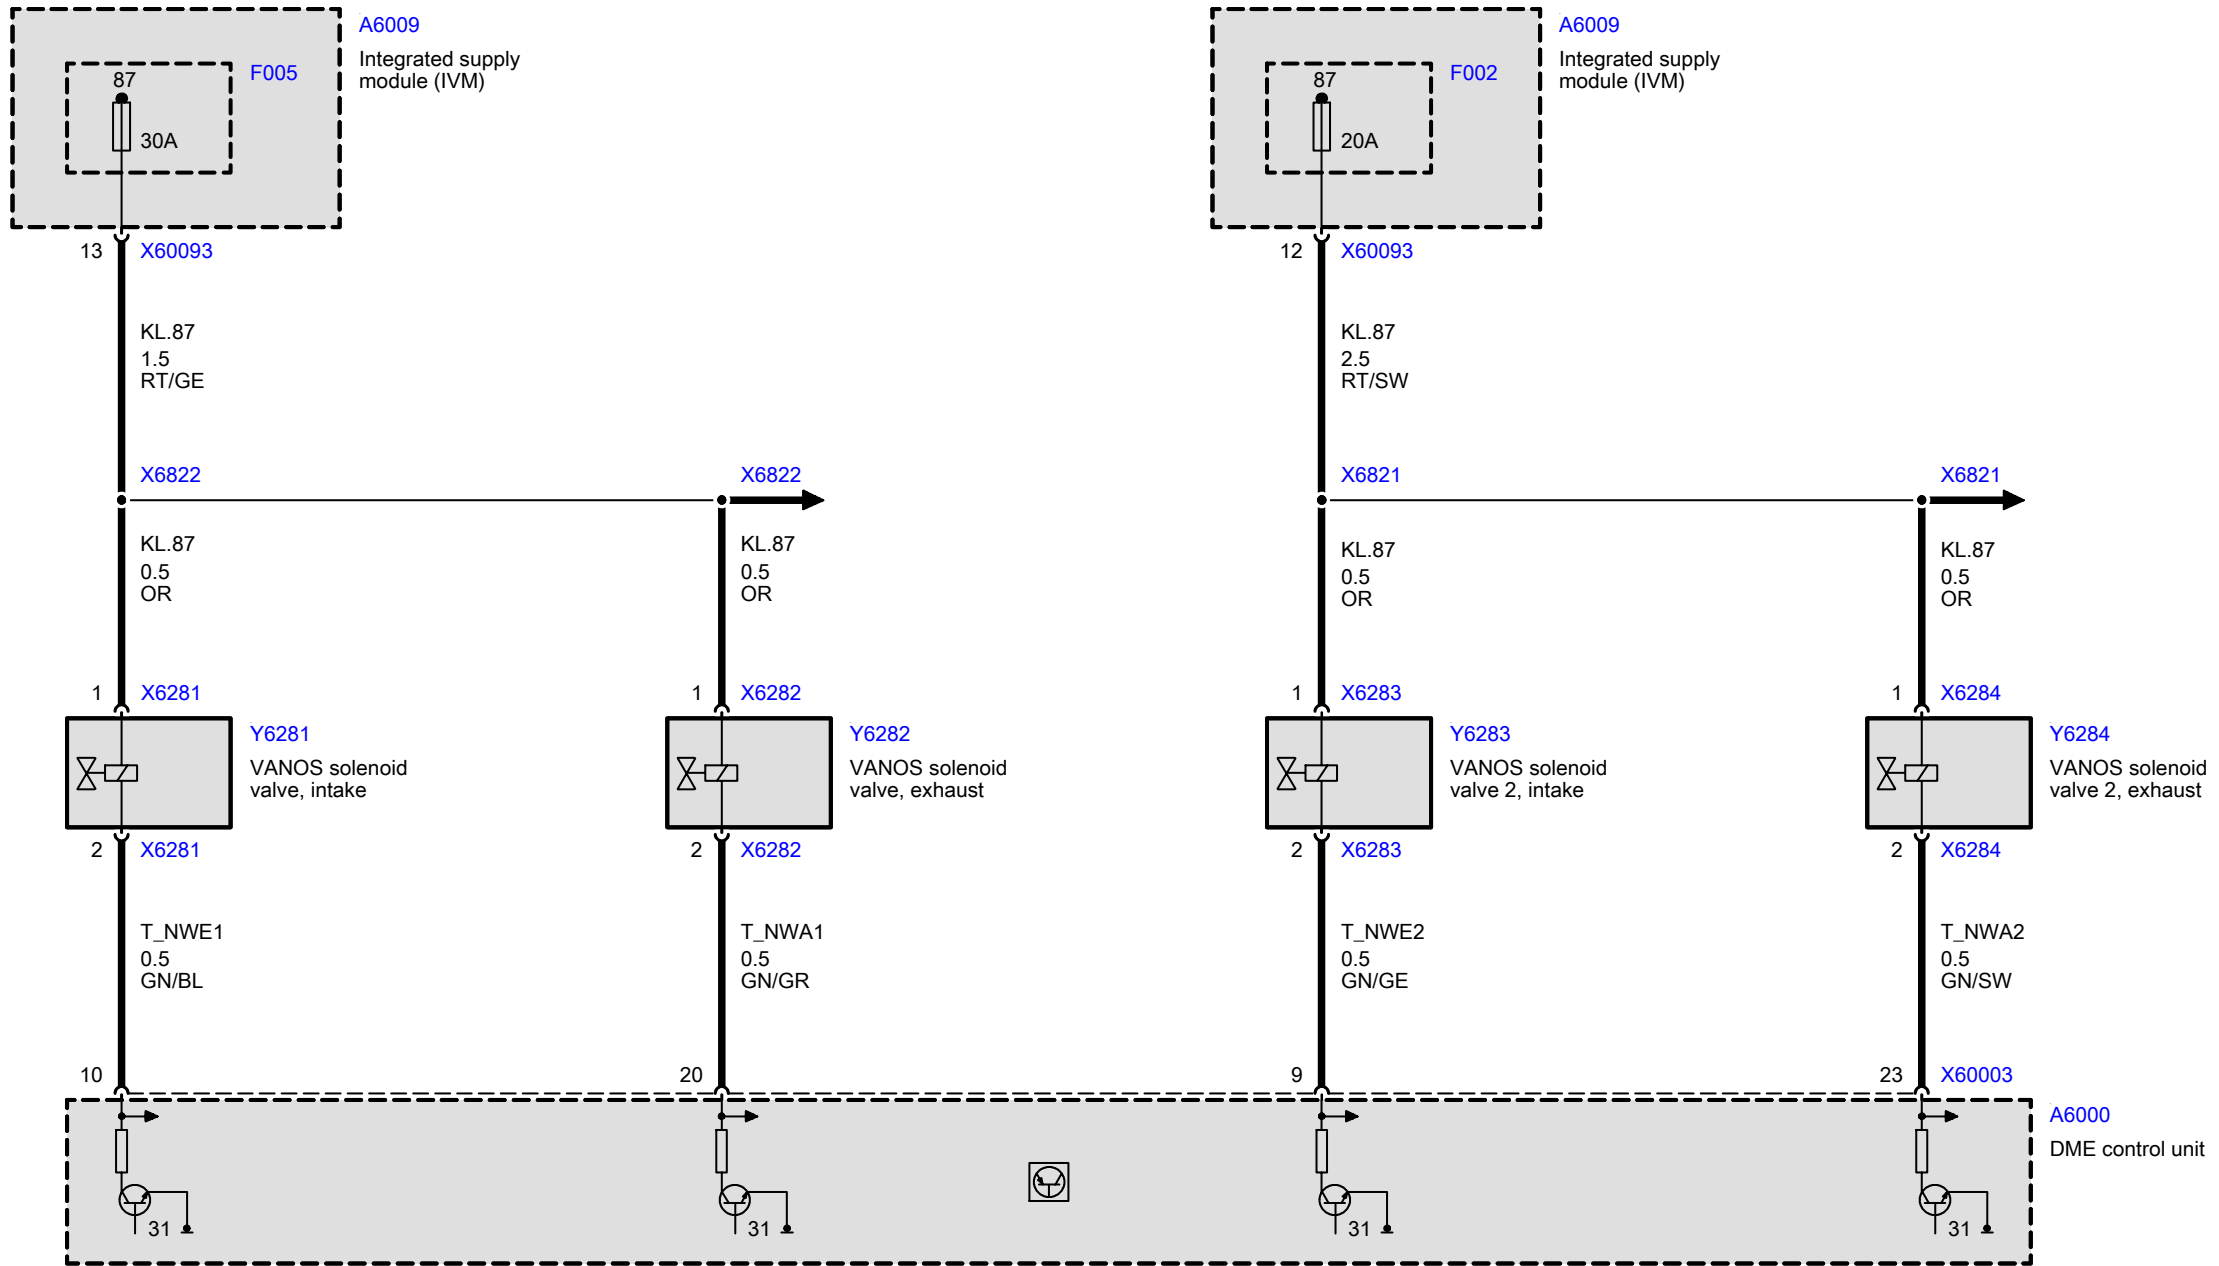 A6009
Integrated supply
module (IVM)
F005
87
30A
A6009
Integrated supply
module (IVM)
F002
87
20A
13 X60093
12 X60093
KL.87
1.5
RT/GE
KL.87
2.5
RT/SW
X6822
X6822
X6821
X6821
KL.87
0.5
OR
KL.87
0.5
OR
KL.87
0.5
OR
KL.87
0.5
OR
1 X6281
1 X6282
1 X6283
1 X6284
Y6281
VANOS solenoid
valve, intake
Y6282
VANOS solenoid
valve, exhaust
Y6283
VANOS solenoid
valve 2, intake
Y6284
VANOS solenoid
valve 2, exhaust
2 X6281
2 X6282
2 X6283
2 X6284
T_NWE1
0.5
GN/BL
T_NWA1
0.5
GN/GR
T_NWE2
0.5
GN/GE
T_NWA2
0.5
GN/SW
10
20
9
23 X60003
A6000
DME control unit
31
31
31
31